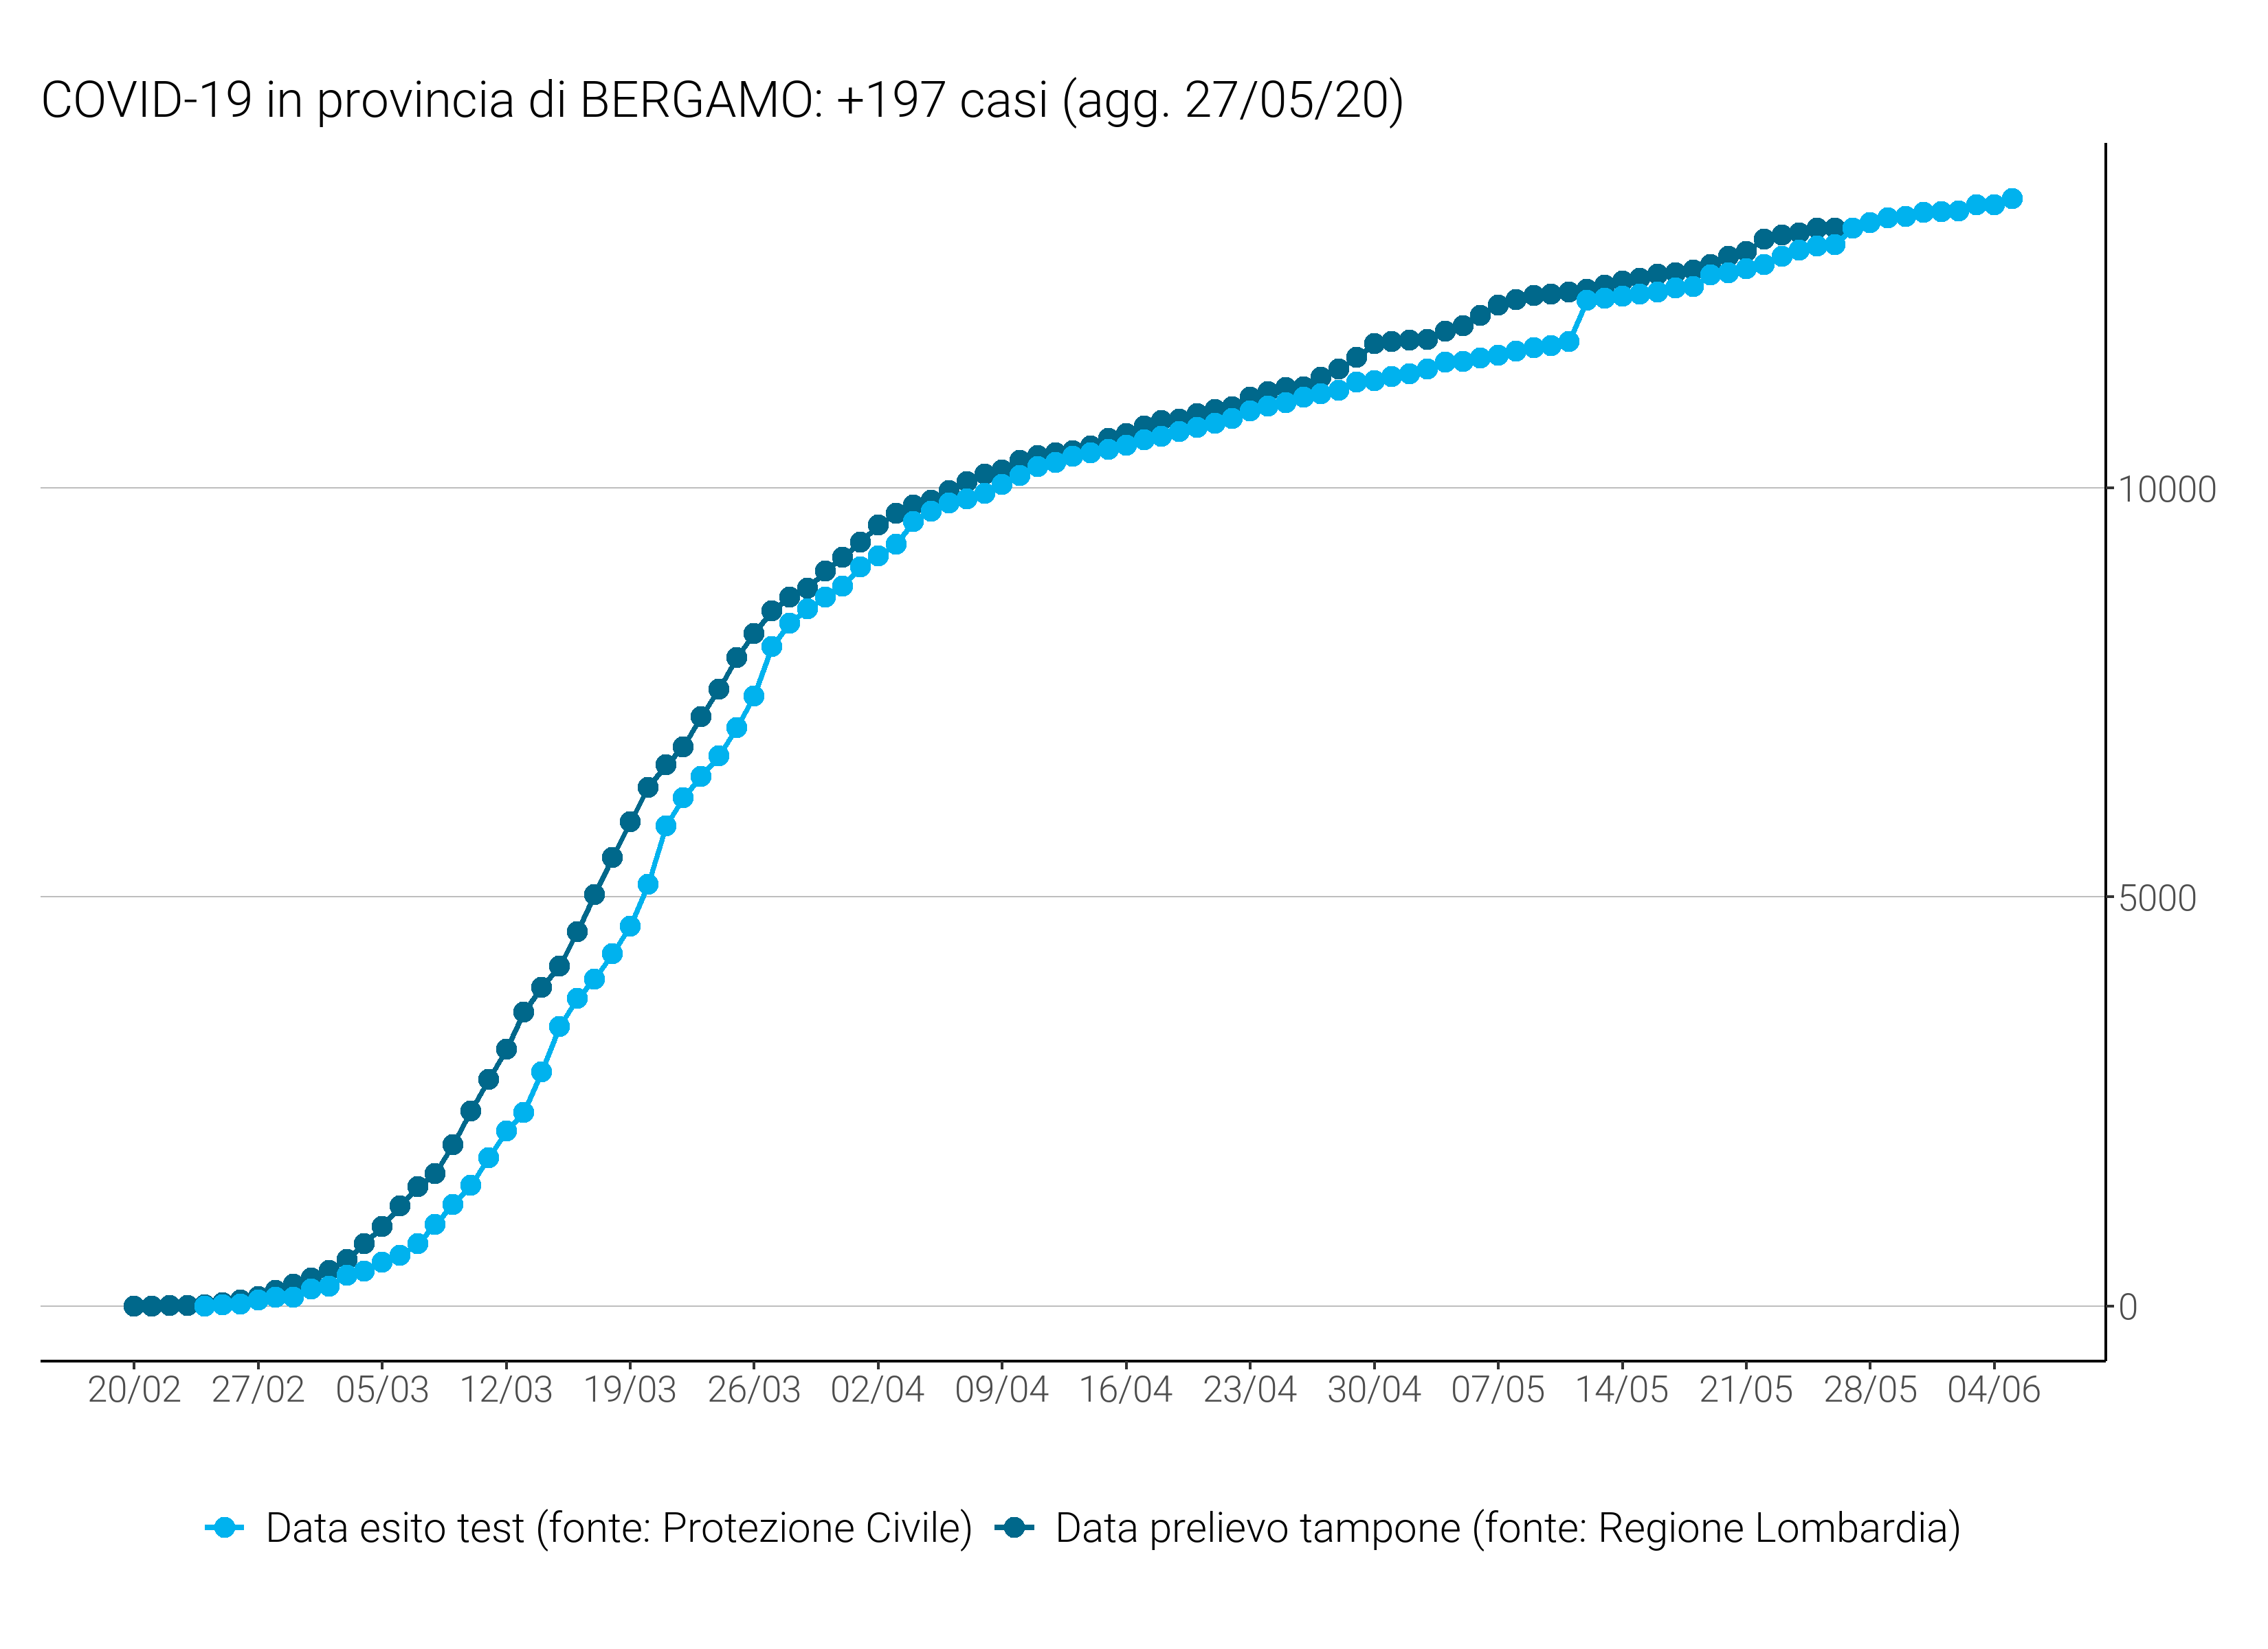 COVID-19 in provincia di BERGAMO: +197 casi (agg. 27/05/20)
10000
5000
0
20/02 27/02 05/03 12/03 19/03 26/03 02/04 09/04 16/04 23/04 30/04 07/05 14/05 21/05 28/05 04/06
Data esito test (fonte: Protezione Civile) Data prelievo tampone (fonte: Regione Lombardia)